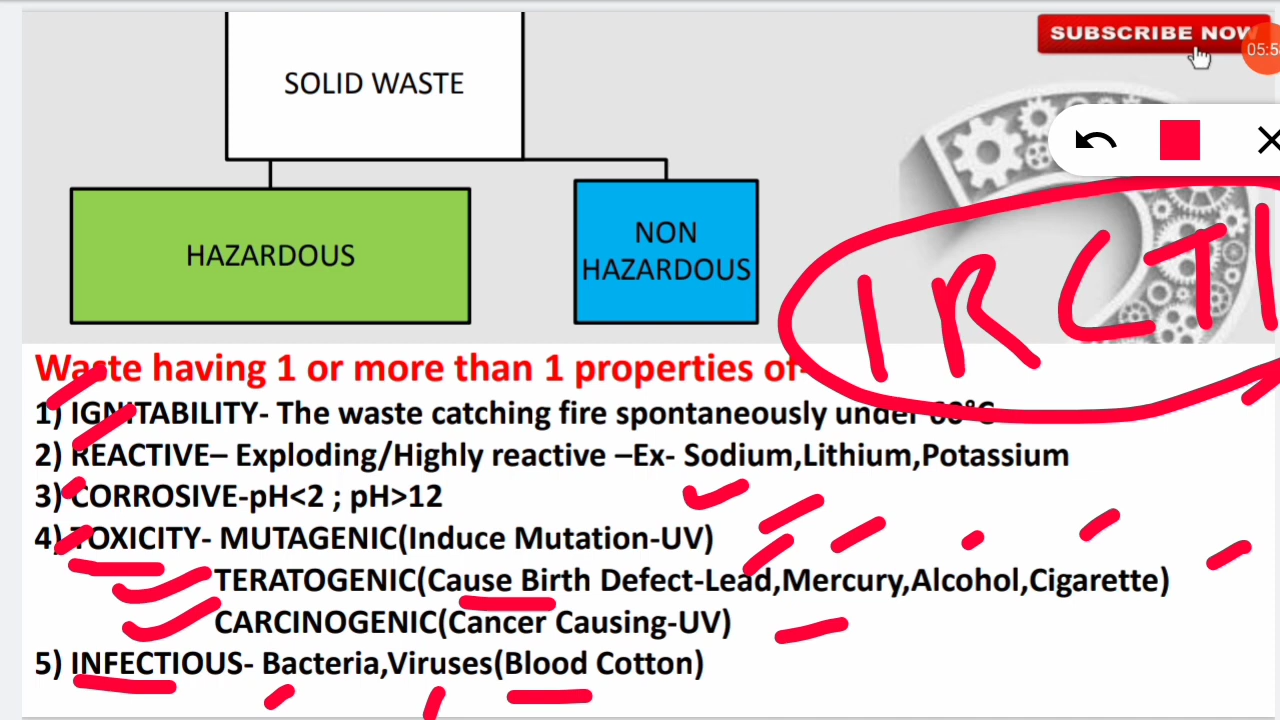 SUBSCRIBE NOW
05:5
SOLID WASTE
HAZARDOUS
NON
HAZARDOUS
IRCTI
Waste having 1 or more than 1 properties of-
1) IGNITABILITY- The waste catching fire spontaneously under 60°C
2) REACTIVE– Exploding/Highly reactive –Ex- Sodium,Lithium,Potassium
3) CORROSIVE-pH<2 ; pH>12
4) TOXICITY- MUTAGENIC(Induce Mutation-UV)
TERATOGENIC(Cause Birth Defect-Lead,Mercury,Alcohol,Cigarette)
CARCINOGENIC(Cancer Causing-UV)
5) INFECTIOUS- Bacteria,Viruses(Blood Cotton)